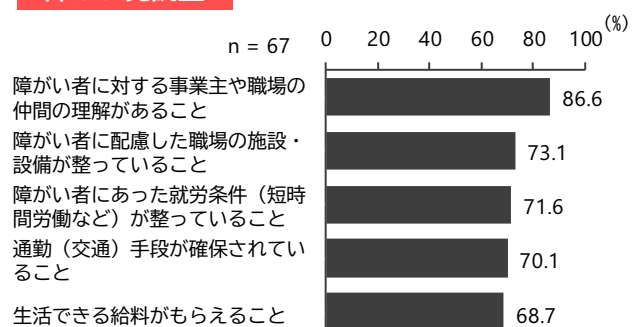 (%)
n = 67
0 20 40 60 80 100
障がい者に対する事業主や職場の
仲間の理解があること
86.6
障がい者に配慮した職場の施設・
設備が整っていること
73.1
障がい者にあった就労条件（短時
間労働など）が整っていること
71.6
通勤（交通）手段が確保されてい
ること
70.1
生活できる給料がもらえること
68.7